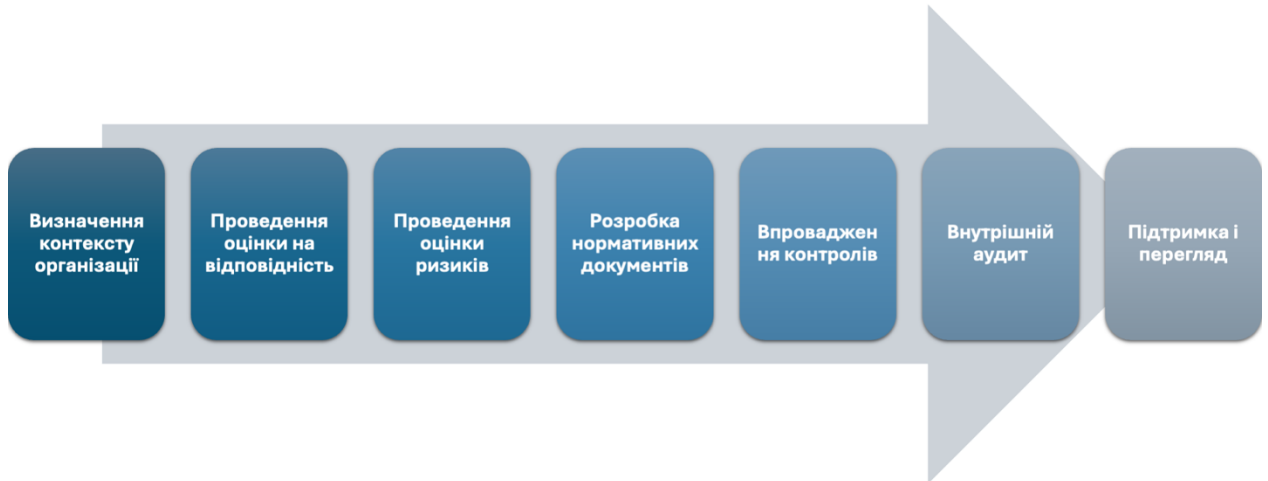 Визначення
контексту
організації
Проведення
оцінки на
відповідність
Проведення
оцінки
ризиків
Розробка
нормативних
документів
Впроваджен
ня контролів
Внутрішній
аудит
Підтримка і
перегляд